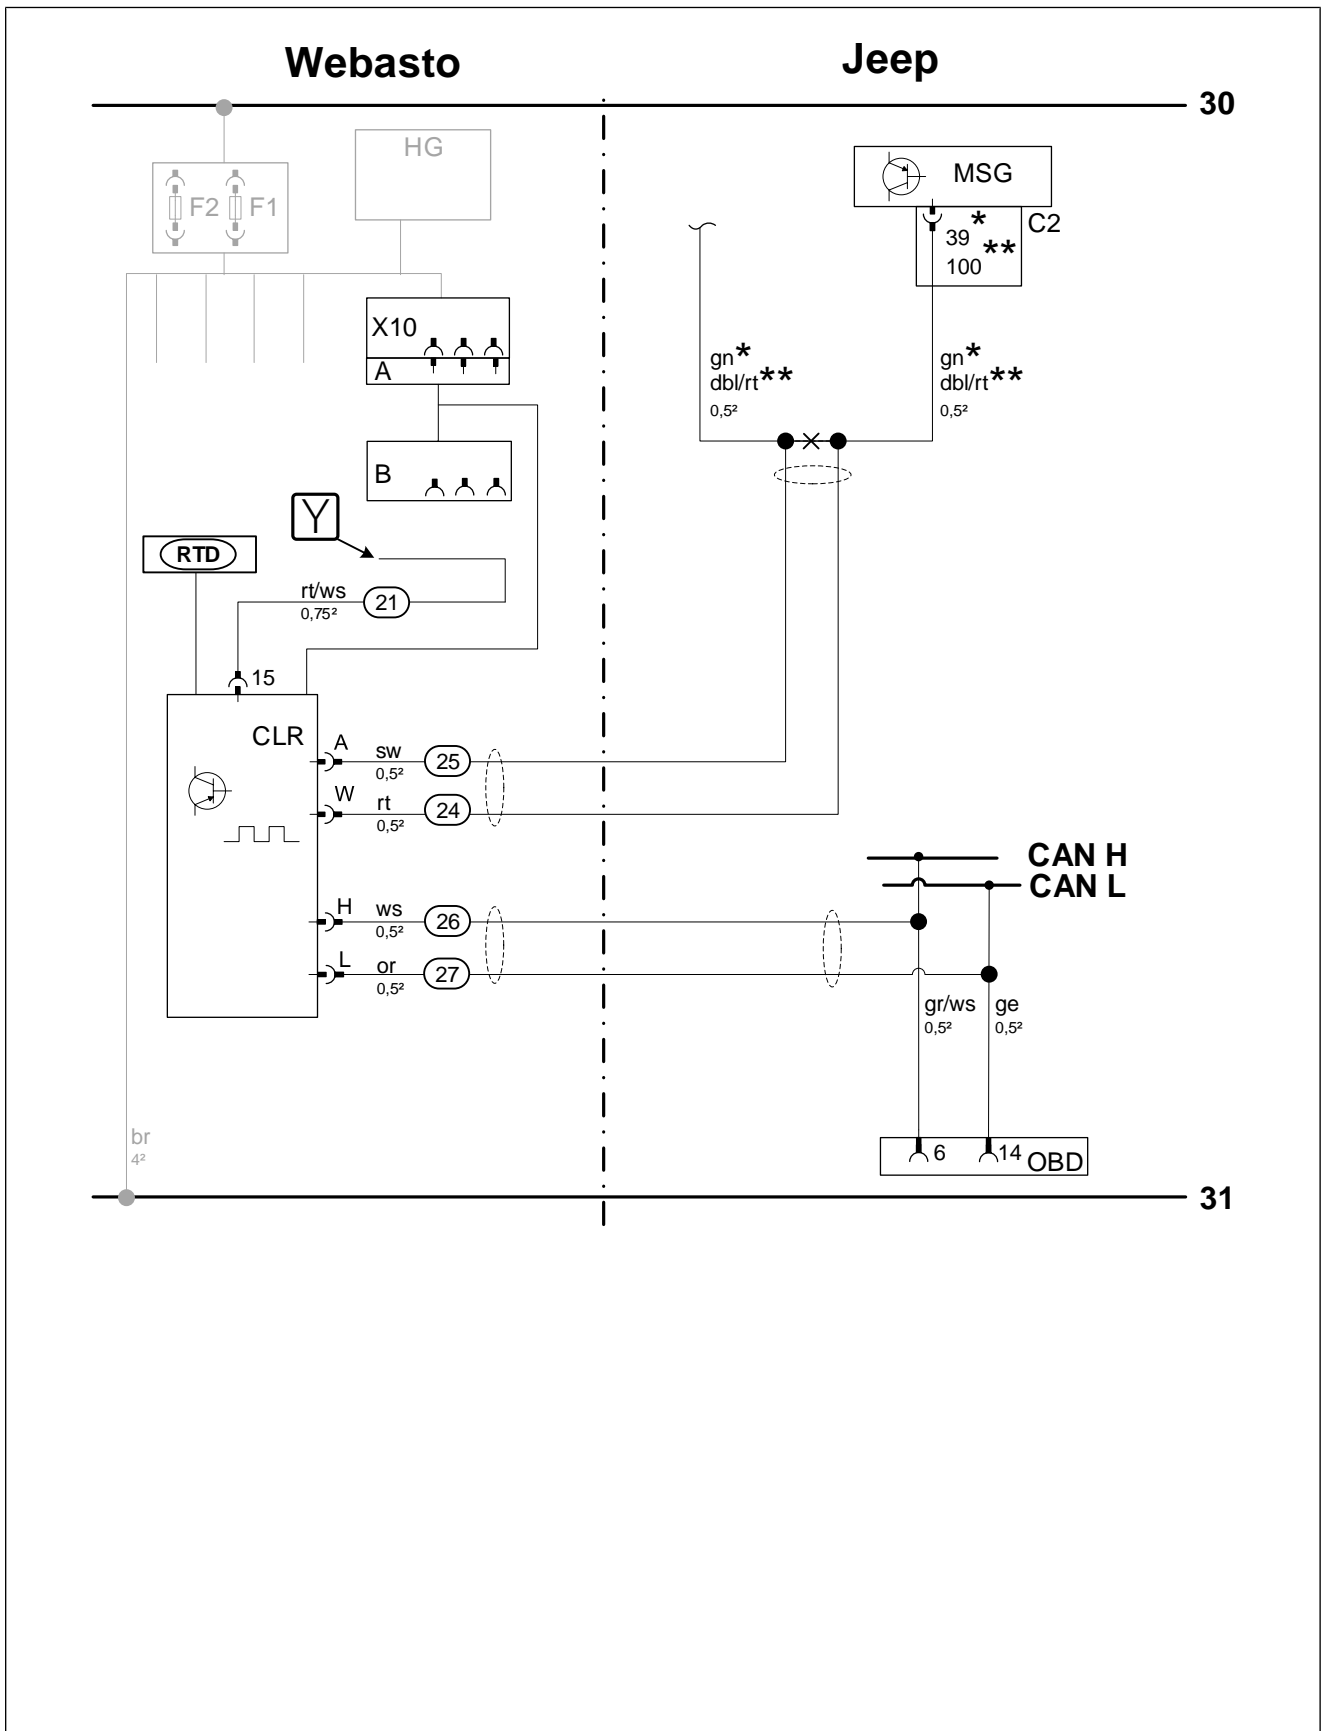 Webasto
Jeep
30
HG
F2
F1
MSG
C2
39 *
100 **
X10
A
gn*
dbl/rt**
0,5²
gn*
dbl/rt**
0,5²
B
Y
RTD
rt/ws
0,75²
21
15
CLR
A
sw
0,5²
25
W
rt
0,5²
24
CAN H
CAN L
H
ws
0,5²
26
L
or
0,5²
27
gr/ws
0,5²
ge
0,5²
br
4²
6
14
OBD
31